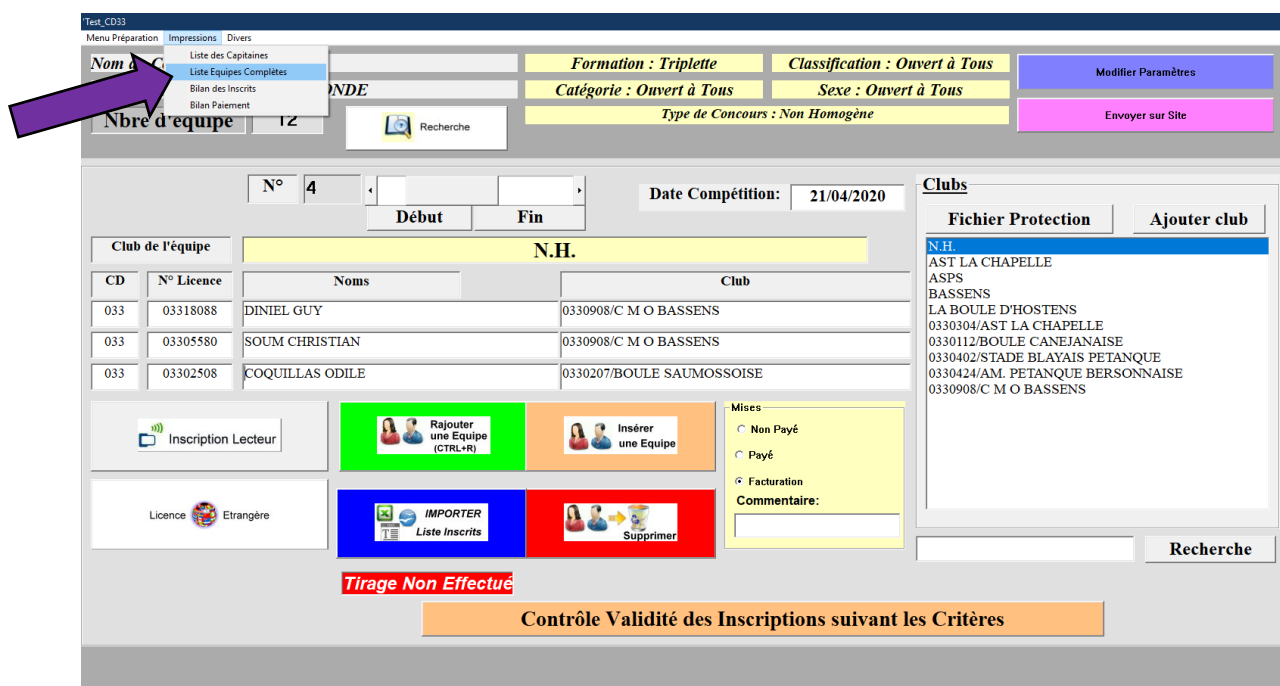 'Test_CD33
Menu Préparation Impressions Divers
Liste des Capitaines
Liste Equipes Complètes
Bilan des Inscrits
Bilan Paiement
Nom
Formation : Triplette
Classification : Ouvert à Tous
Catégorie : Ouvert à Tous
Sexe : Ouvert à Tous
Type de Concours : Non Homogène
Modifier Paramètres
Envoyer sur Site
Nbre d'équipe 12
Recherche
N° 4
Début Fin
Date Compétition: 21/04/2020
Club de l'équipe N.H.
CD N° Licence Noms Club
033 03318088 DINIEL GUY 0330908/C M O BASSENS
033 03305580 SOUM CHRISTIAN 0330908/C M O BASSENS
033 03302508 COQUILLAS ODILE 0330207/BOULE SAUMOSSOISE
Clubs
Fichier Protection Ajouter club
N.H.
AST LA CHAPELLE
ASPS
BASSENS
LA BOULE D'HOSTENS
0330304/AST LA CHAPELLE
0330112/BOULE CANEJANAISE
0330402/STADE BLAYAIS PETANQUE
0330424/AM. PETANQUE BERSONNAISE
0330908/C M O BASSENS
Recherche
Inscription Lecteur
Rajouter
une Equipe
(CTRL+R)
Insérer
une Equipe
Mises
Non Payé
Payé
Facturation
Commentaire:
Licence Etrangère
IMPORTER
Liste Inscrits
Supprimer
Tirage Non Effectué
Contrôle Validité des Inscriptions suivant les Critères